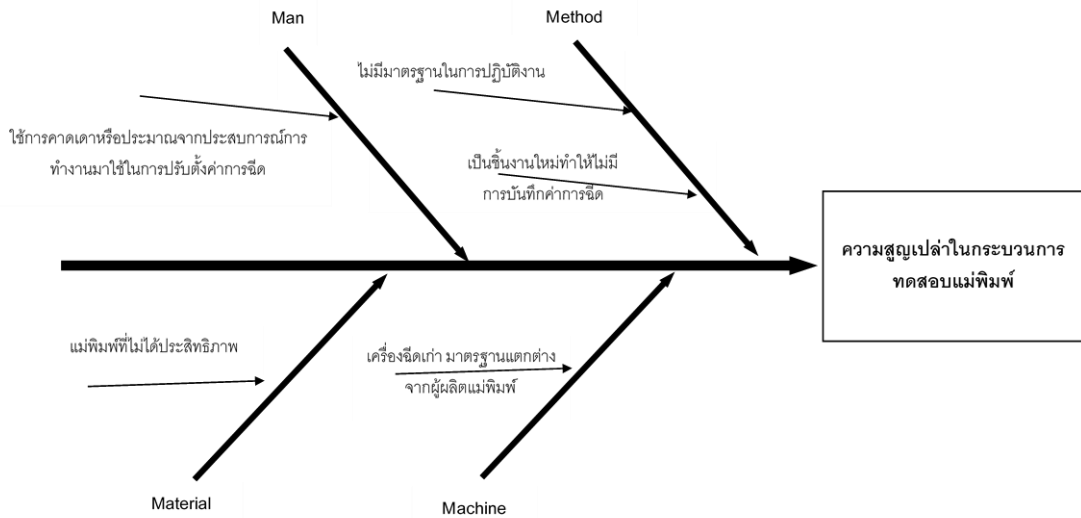 Man
Method
ไม่มีมาตรฐานในการปฏิบัติงาน
ใช้การคาดเดาหรือประมาณจากประสบการณ์การ
ทำงานมาใช้ในการปรับตั้งค่าการฉีด
เป็นชิ้นงานใหม่ทำให้ไม่มี
การบันทึกค่าการฉีด
ความสูญเปล่าในกระบวนการ
ทดสอบแม่พิมพ์
แม่พิมพ์ที่ไม่ได้ประสิทธิภาพ
เครื่องฉีดเก่า มาตรฐานแตกต่าง
จากผู้ผลิตแม่พิมพ์
Material
Machine